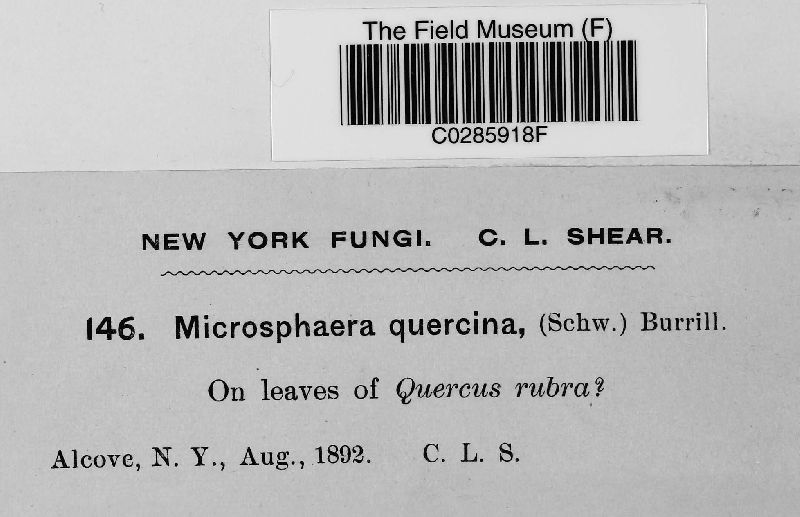 The Field Museum (F)
C0285918F
NEW YORK FUNGI. C. L. SHEAR.
146. Microsphaera quercina, (Schw.) Burrill.
On leaves of Quercus rubra?
Alcove, N. Y., Aug., 1892. C. L. S.